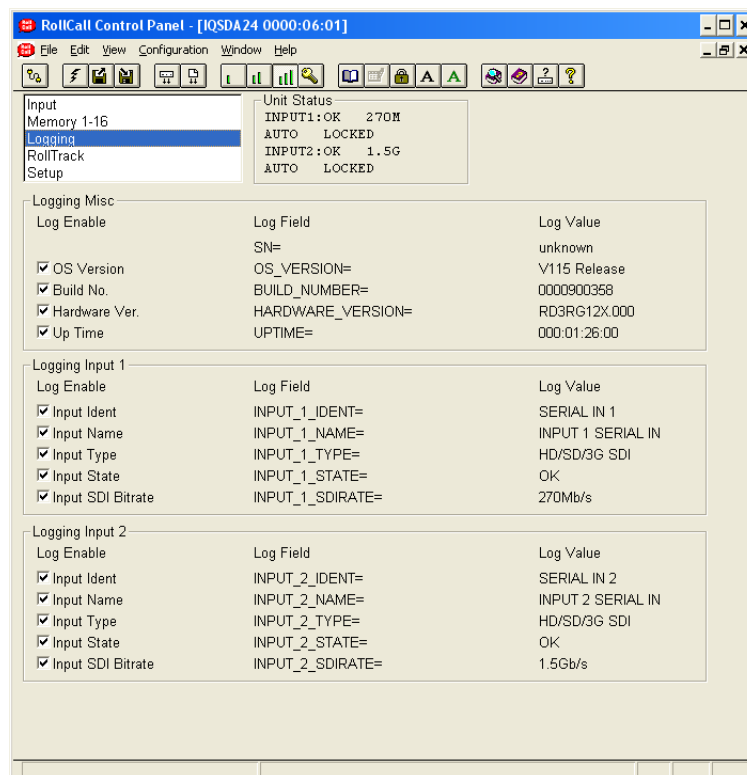 RollCall Control Panel - [IQSDA24 0000:06:01]
File Edit View Configuration Window Help
A A
Input
Memory 1-16
Logging
RollTrack
Setup
Unit Status
INPUT1:OK 270M
AUTO LOCKED
INPUT2:OK 1.5G
AUTO LOCKED
Logging Misc
Log Enable Log Field Log Value
SN= unknown
OS Version OS_VERSION= V115 Release
Build No. BUILD_NUMBER= 0000900358
Hardware Ver. HARDWARE_VERSION= RD3RG12X.000
Up Time UPTIME= 000:01:26:00
Logging Input 1
Log Enable Log Field Log Value
Input Ident INPUT_1_IDENT= SERIAL IN 1
Input Name INPUT_1_NAME= INPUT 1 SERIAL IN
Input Type INPUT_1_TYPE= HD/SD/3G SDI
Input State INPUT_1_STATE= OK
Input SDI Bitrate INPUT_1_SDIRATE= 270Mb/s
Logging Input 2
Log Enable Log Field Log Value
Input Ident INPUT_2_IDENT= SERIAL IN 2
Input Name INPUT_2_NAME= INPUT 2 SERIAL IN
Input Type INPUT_2_TYPE= HD/SD/3G SDI
Input State INPUT_2_STATE= OK
Input SDI Bitrate INPUT_2_SDIRATE= 1.5Gb/s